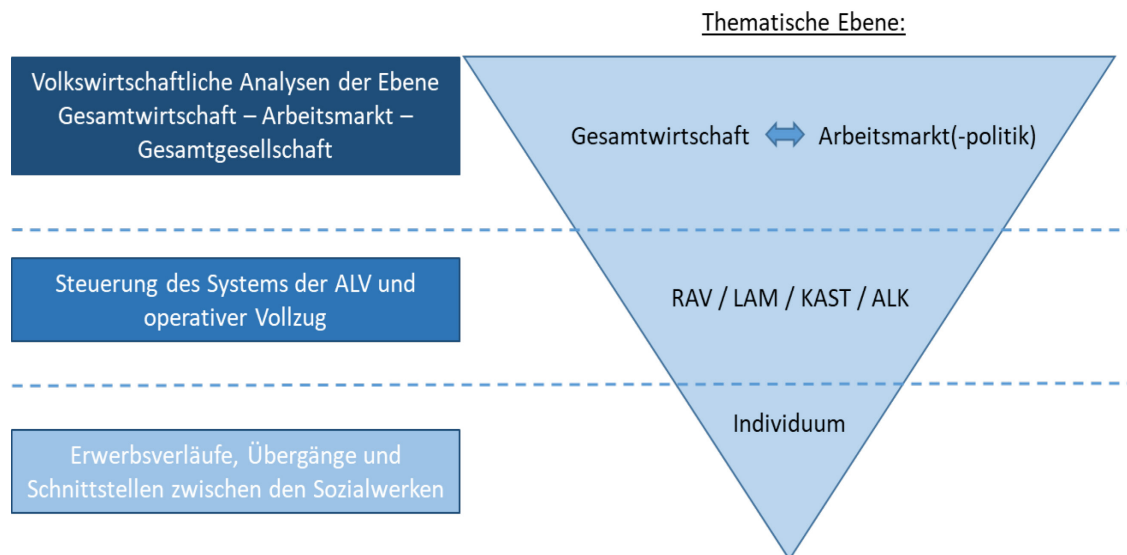 Thematische Ebene:
Volkswirtschaftliche Analysen der Ebene
Gesamtwirtschaft – Arbeitsmarkt –
Gesamtgesellschaft
Gesamtwirtschaft Arbeitsmarkt(-politik)
Steuerung des Systems der ALV und
operativer Vollzug
RAV / LAM / KAST / ALK
Individuum
Erwerbsverläufe, Übergänge und
Schnittstellen zwischen den Sozialwerken